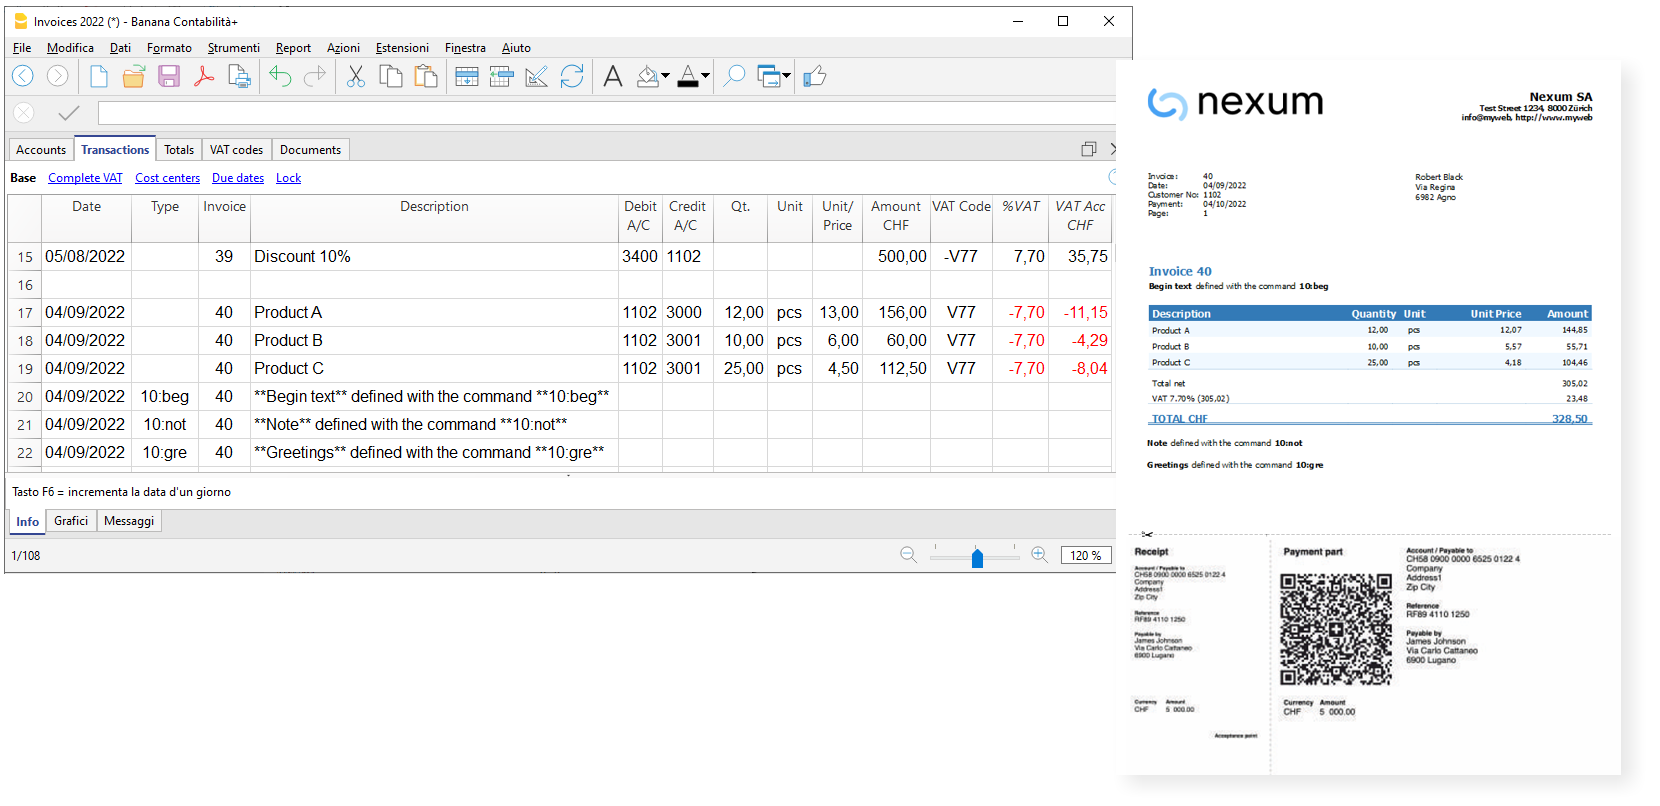 Invoices 2022 (*) - Banana Contabilità+
File Modifica Dati Formato Strumenti Report Azioni Estensioni Finestra Aiuto
Accounts Transactions Totals VAT codes Documents
Base Complete VAT Cost centers Due dates Lock
Date Type Invoice Description Debit A/C Credit A/C Qt. Unit Unit/ Price Amount CHF VAT Code %VAT VAT Acc CHF
15 05/08/2022 39 Discount 10% 3400 1102 500,00 -V77 7,70 35,75
16
17 04/09/2022 40 Product A 1102 3000 12,00 pcs 13,00 156,00 V77 -7,70 -11,15
18 04/09/2022 40 Product B 1102 3001 10,00 pcs 6,00 60,00 V77 -7,70 -4,29
19 04/09/2022 40 Product C 1102 3001 25,00 pcs 4,50 112,50 V77 -7,70 -8,04
20 04/09/2022 10:beg 40 **Begin text** defined with the command **10:beg**
21 04/09/2022 10:not 40 **Note** defined with the command **10:not**
22 04/09/2022 10:gre 40 **Greetings** defined with the command **10:gre**
Tasto F6 = incrementa la data d'un giorno
Info Grafici Messaggi
1/108
120 %
nexum
Nexum SA
Test Street 1234, 8000 Zürich
info@myweb, http://www.myweb
Invoice: 40
Date: 04/09/2022
Customer No: 1102
Payment: 04/10/2022
Page: 1
Robert Black
Via Regina
6982 Agno
Invoice 40
Begin text defined with the command 10:beg
Description Quantity Unit Unit Price Amount
Product A 12,00 pcs 12,07 144,85
Product B 10,00 pcs 5,57 55,71
Product C 25,00 pcs 4,18 104,46
Total net 305,02
VAT 7.70% (305,02) 23,48
TOTAL CHF 328,50
Note defined with the command 10:not
Greetings defined with the command 10:gre
Receipt
Account / Payable to
CH58 0900 0000 6525 0122 4
Company
Address1
Zip City
Reference
RF89 4110 1250
Payable by
James Johnson
Via Carlo Cattaneo
6900 Lugano
Currency Amount
CHF 5 000.00
Acceptance point
Payment part
Currency Amount
CHF 5 000.00
Account / Payable to
CH58 0900 0000 6525 0122 4
Company
Address1
Zip City
Reference
RF89 4110 1250
Payable by
James Johnson
Via Carlo Cattaneo
6900 Lugano